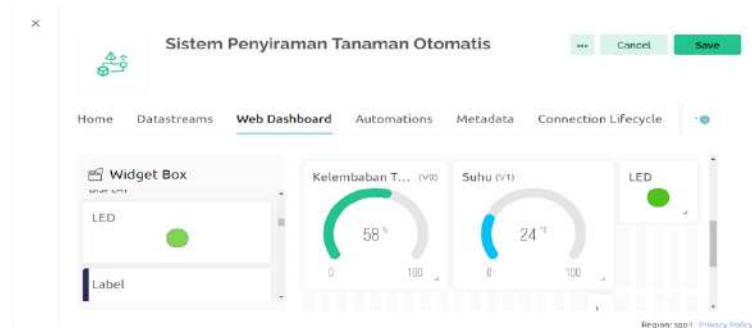 Sistem Penyiraman Tanaman Otomatis
... Cancel Save
Home Datastreams Web Dashboard Automations Metadata Connection Lifecycle
Widget Box
DISPLAY
LED
Label
Kelembaban T... (V0)
58 %
0 100
Suhu (V1)
24
0 100
LED
Region: sgp1 Privacy Policy